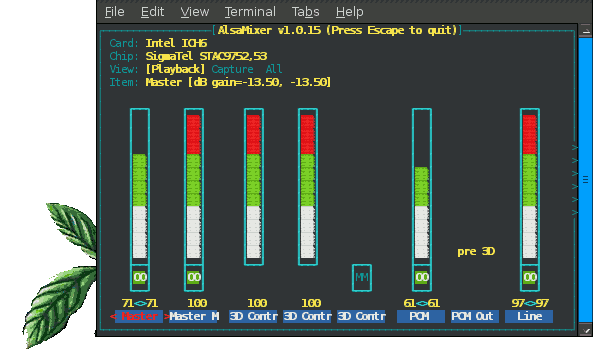 File Edit View Terminal Tabs Help
[AlsaMixer v1.0.15 (Press Escape to quit)]
Card: Intel ICH6
Chip: SigmaTel STAC9752,53
View: [Playback] Capture All
Item: Master [dB gain=-13.50, -13.50]
pre 3D
OO OO MM OO OO
71<>71 100 100 100 61<>61 97<>97
< Master > Master M 3D Contr 3D Contr 3D Contr PCM PCM Out Line